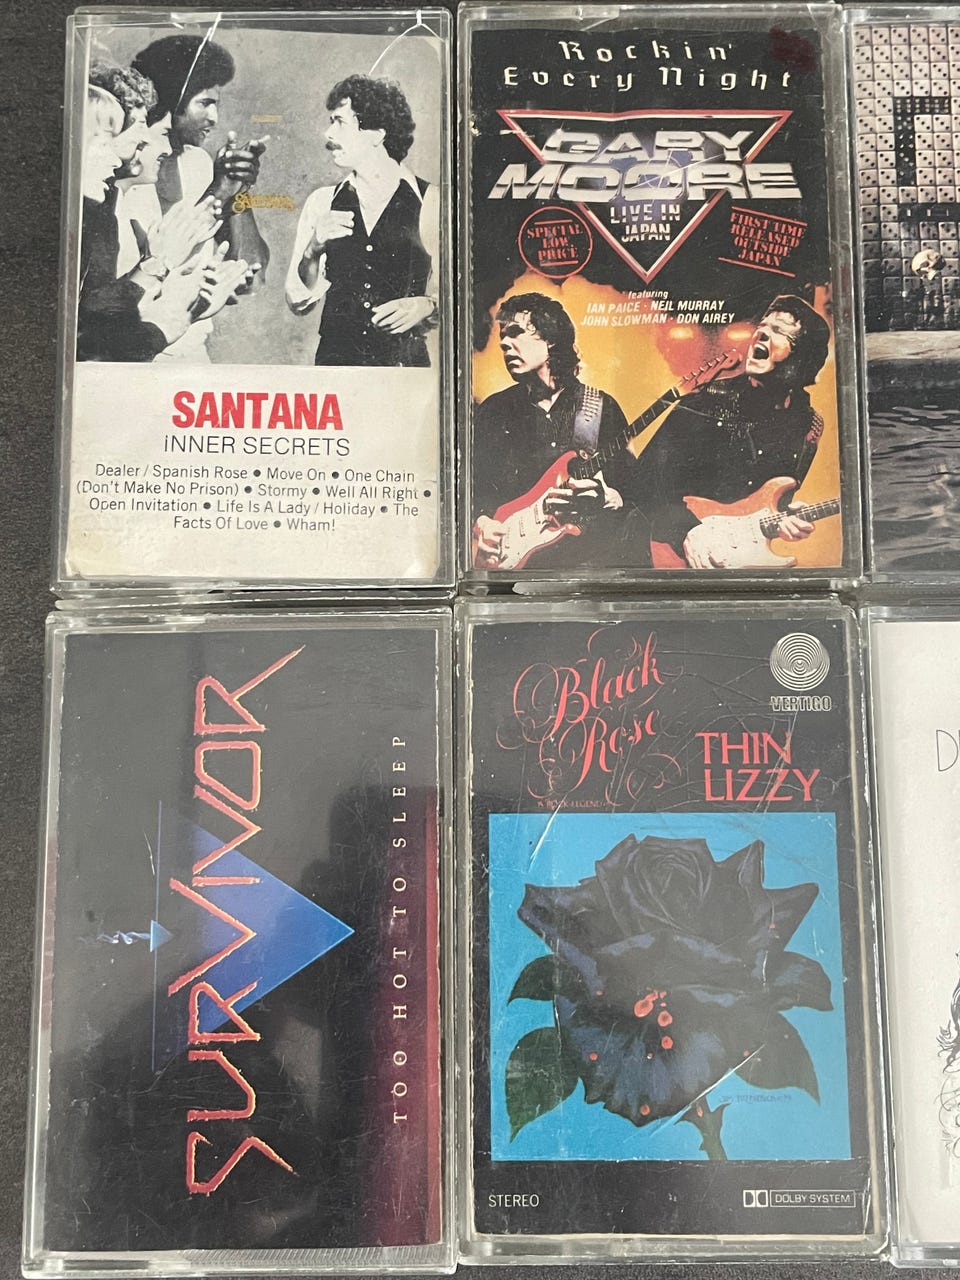 SANTANA
INNER SECRETS
Dealer / Spanish Rose • Move On • One Chain
(Don't Make No Prison) • Stormy • Well All Right •
Open Invitation • Life Is A Lady / Holiday • The
Facts Of Love • Wham!
Rockin'
Every Night
GARY
MOORE
LIVE IN
JAPAN
SPECIAL
LOW
PRICE
FIRST TIME
RELEASED
OUTSIDE
JAPAN
featuring
IAN PAICE · NEIL MURRAY
JOHN SLOWMAN · DON AIREY
SURVIVOR
TOO HOT TO SLEEP
Black
Rose
A ROCK LEGEND
THIN
LIZZY
VERTIGO
STEREO
DOLBY SYSTEM